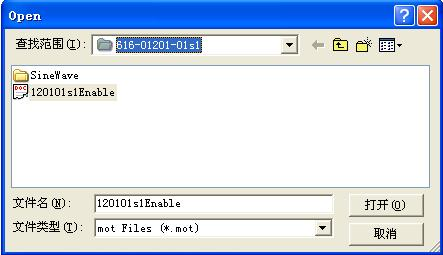 Open
查找范围(I): 616-01201-01s1
SineWave
120101s1Enable
文件名(N): 120101s1Enable 打开(O)
文件类型(T): mot Files (*.mot) 取消